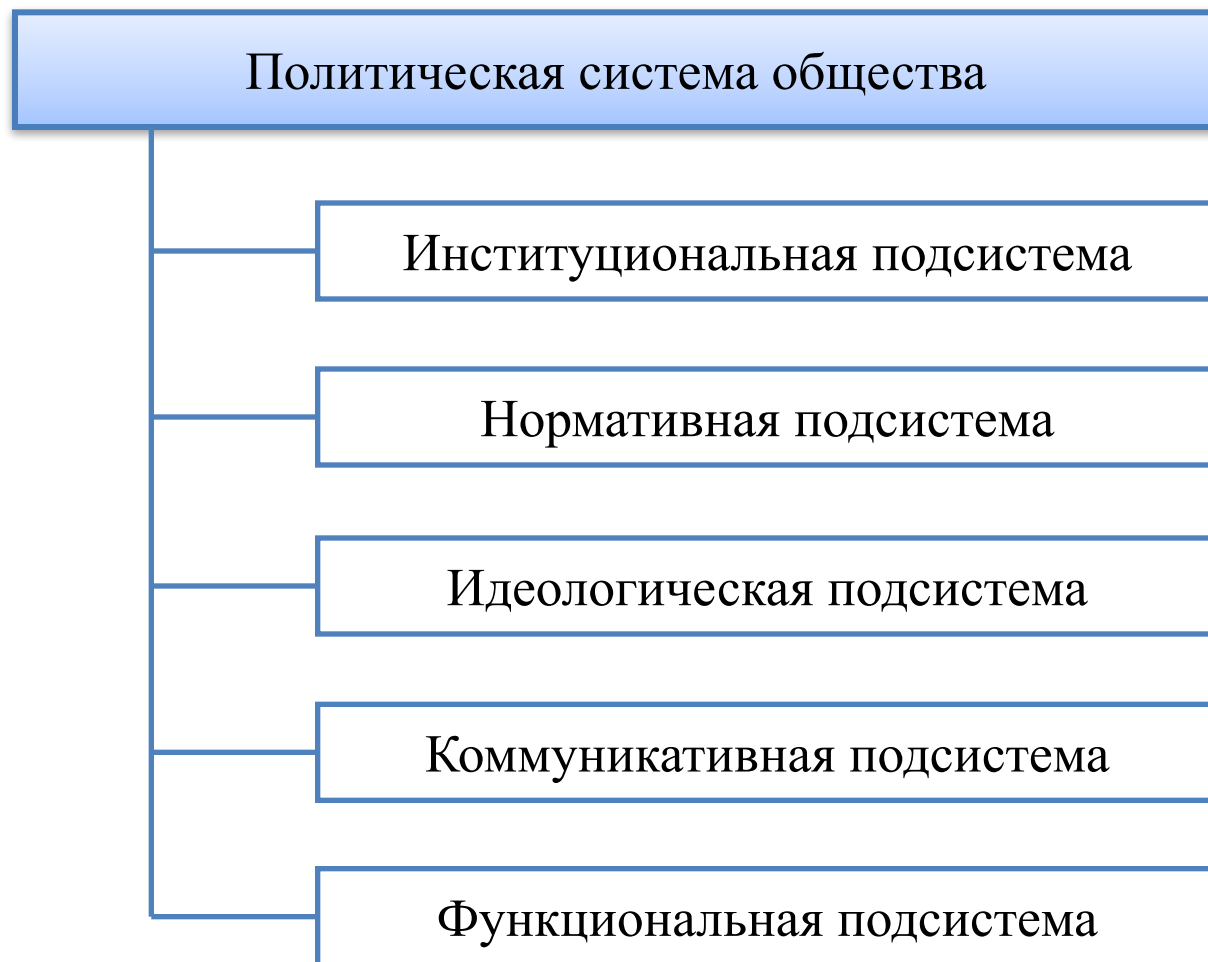 Политическая система общества
Институциональная подсистема
Нормативная подсистема
Идеологическая подсистема
Коммуникативная подсистема
Функциональная подсистема